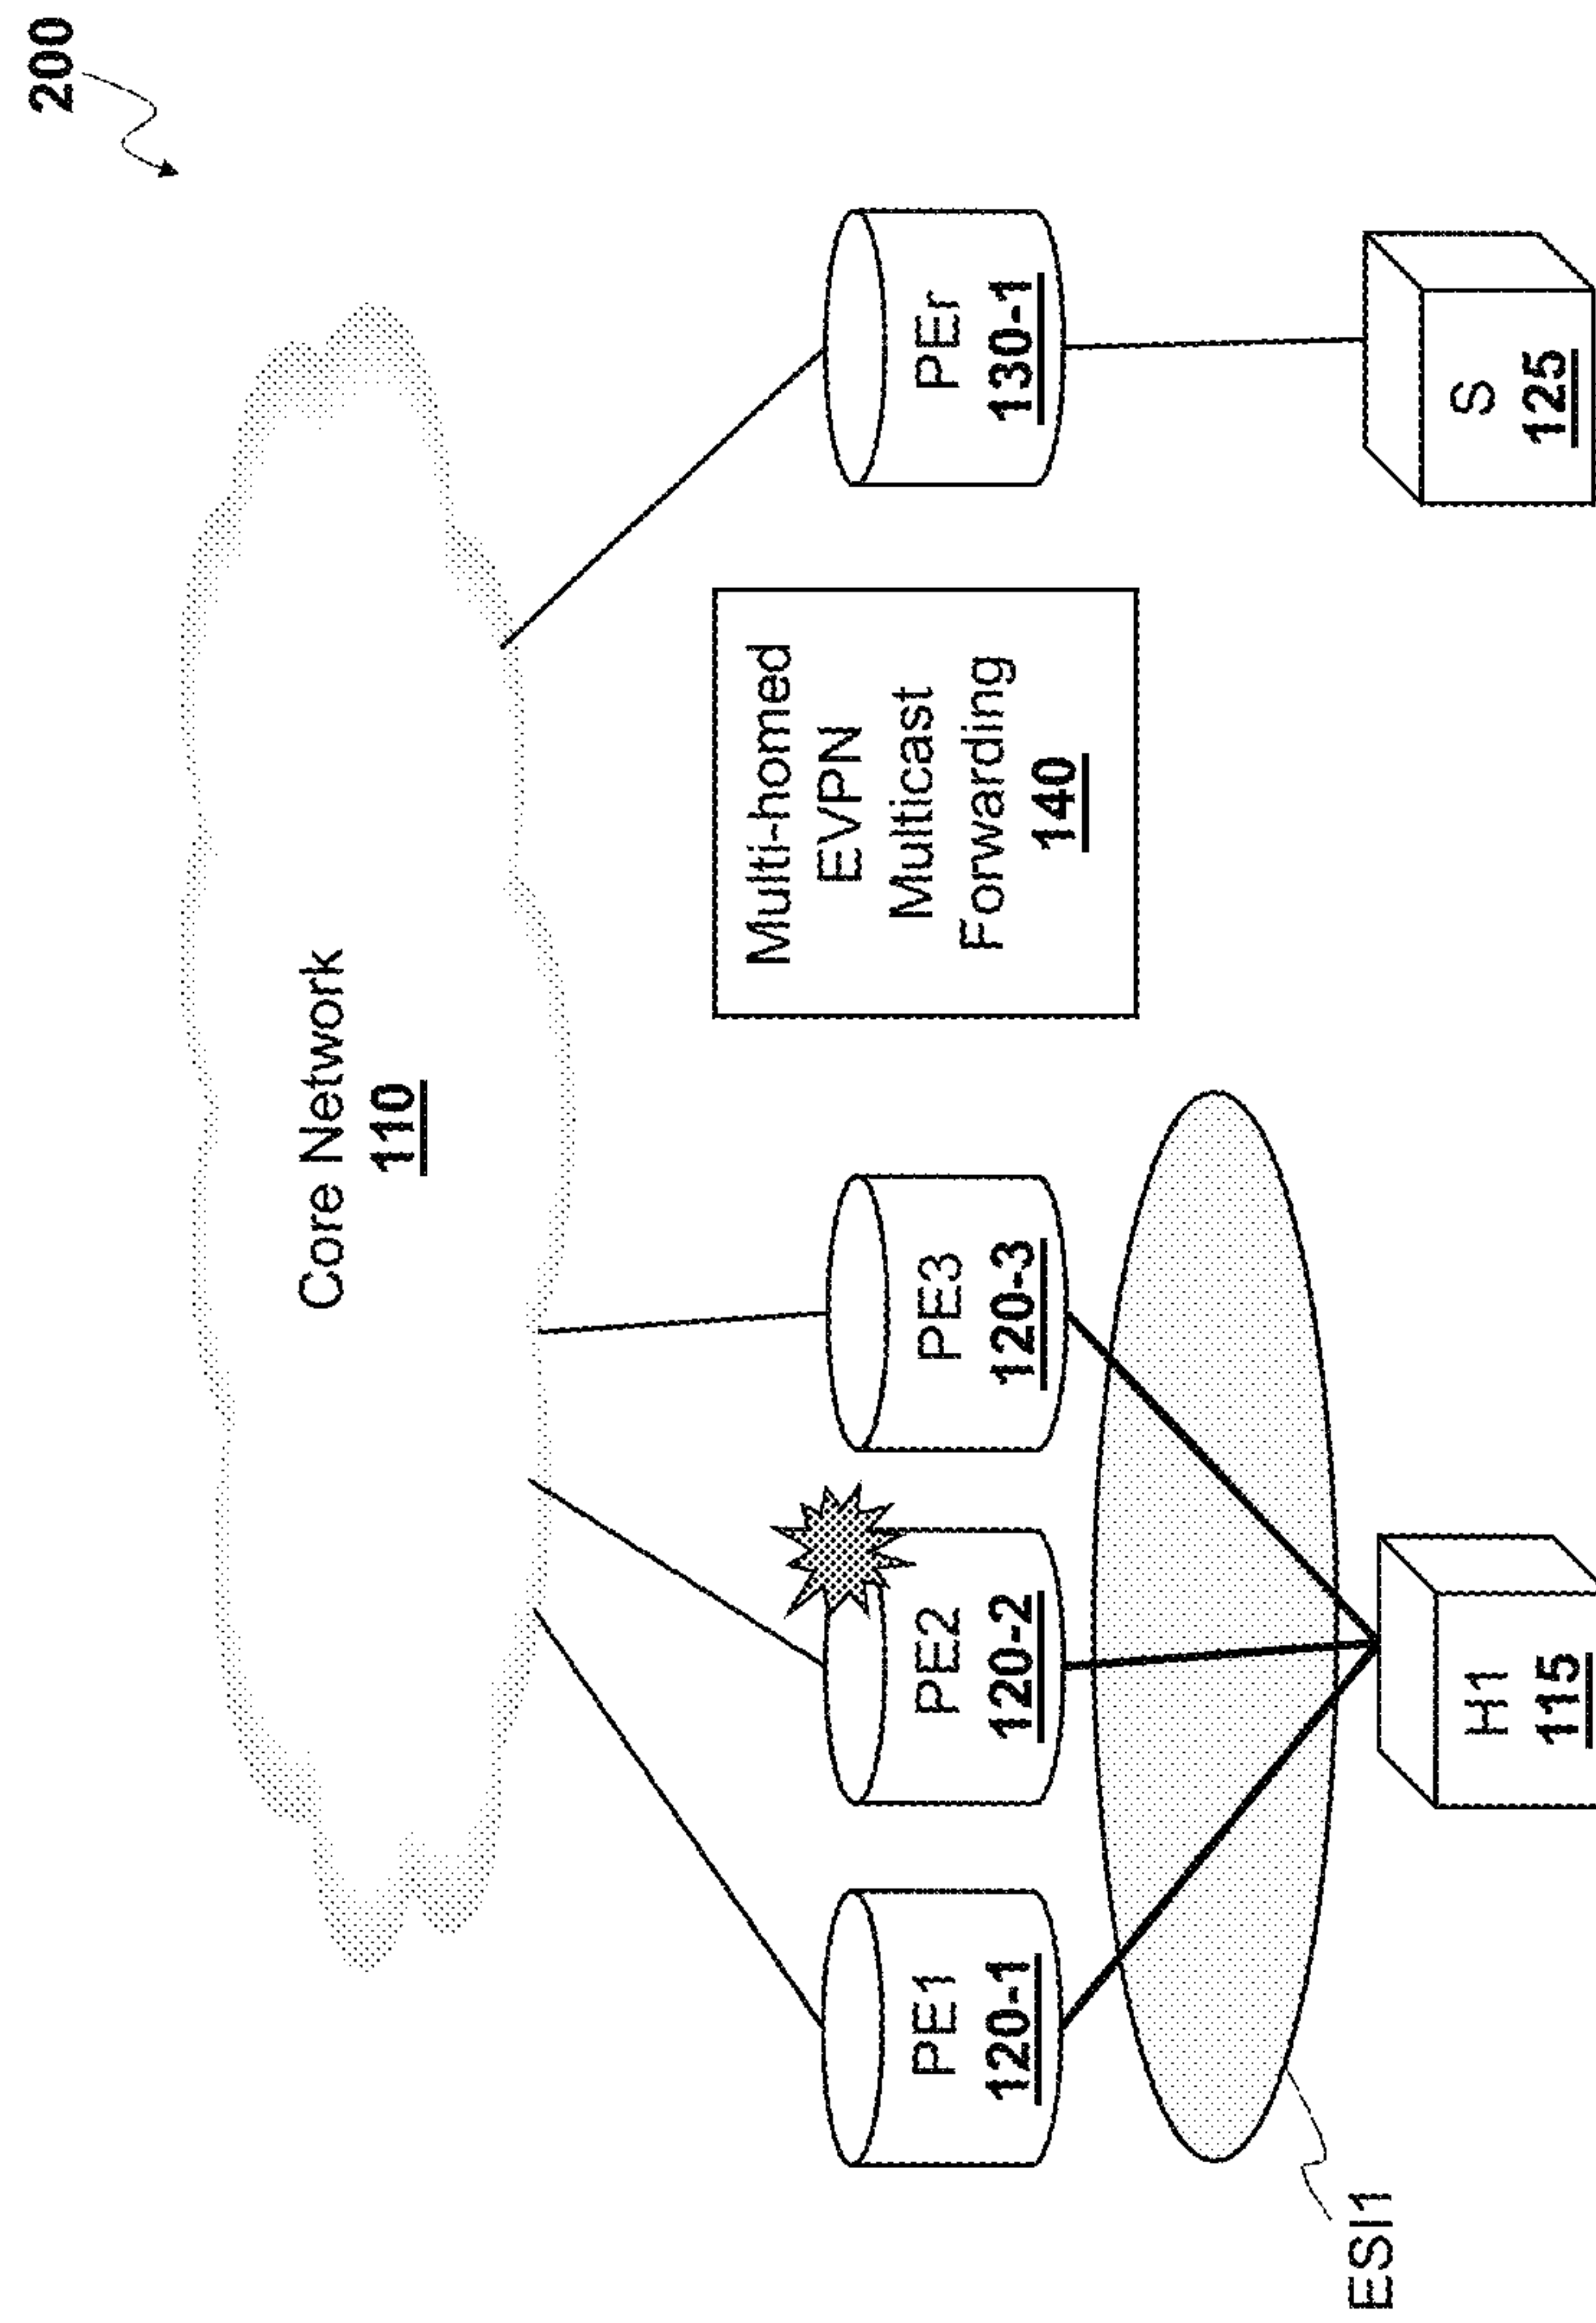 200
Core Network
110
PE1
120-1
PE2
120-2
PE3
120-3
Multi-homed
EVPN
Multicast
Forwarding
140
PEr
130-1
ESI1
H1
115
S
125